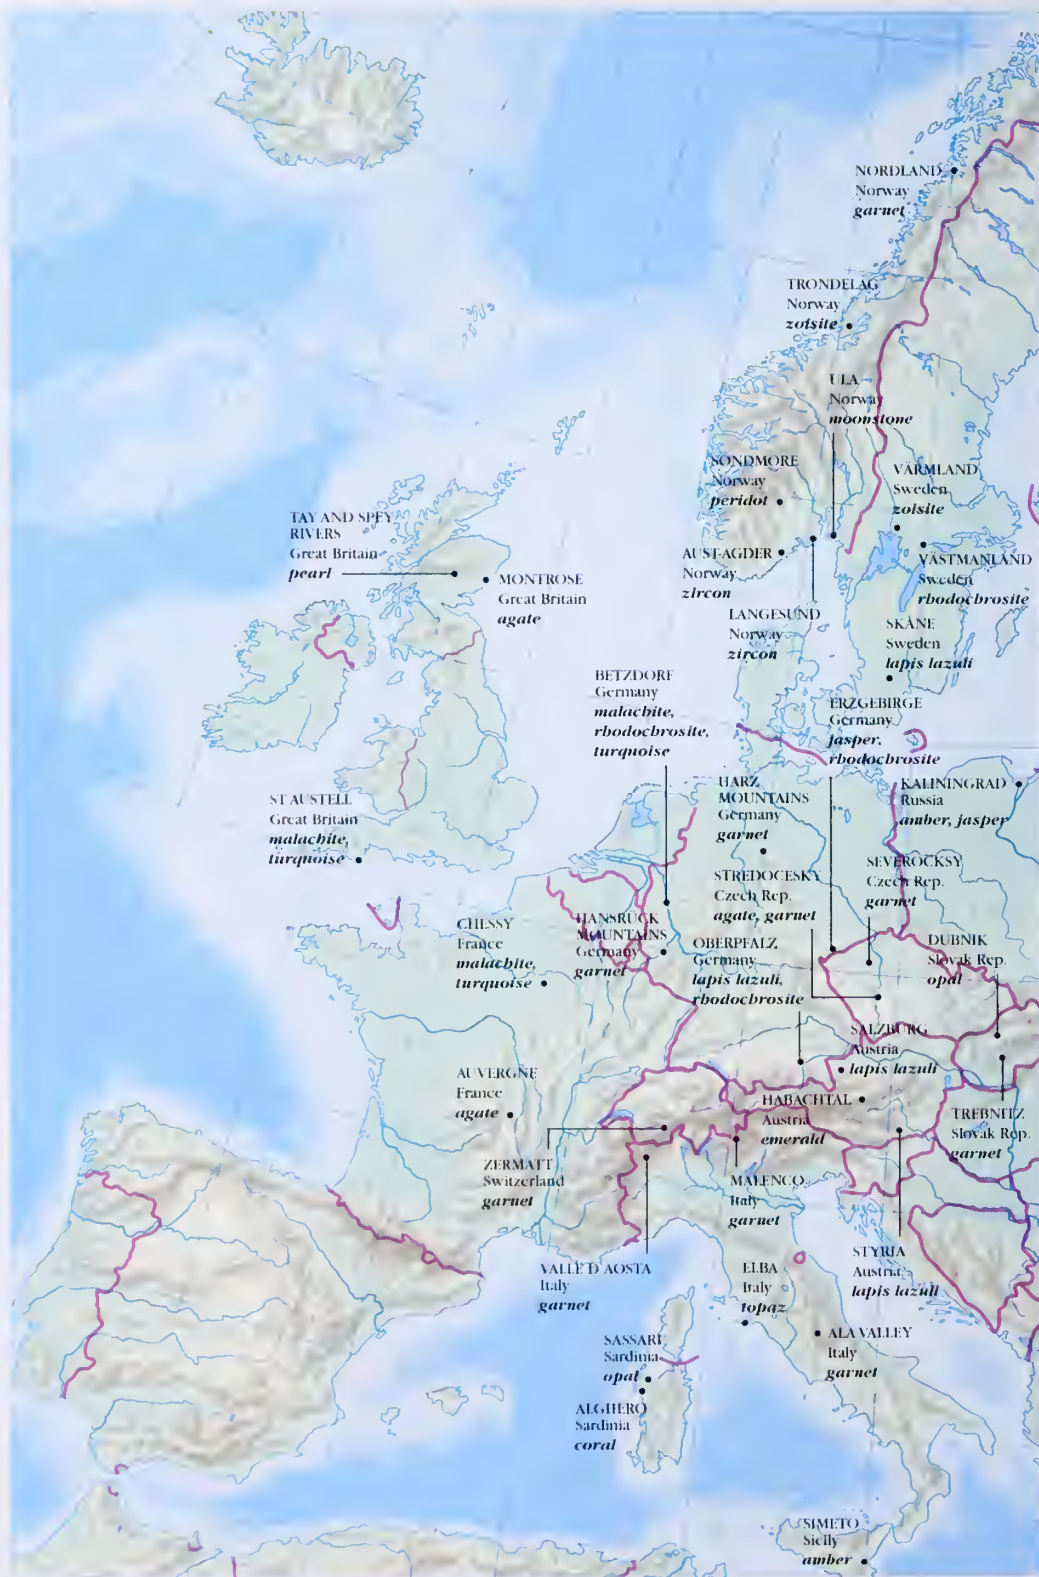 NORDLAND
Norway
garnet
TRONDELAG
Norway
zoisite
ULA
Norway
moonstone
SONDMORE
Norway
peridot
VÄRMLAND
Sweden
zoisite
TAY AND SPEY
RIVERS
Great Britain
pearl
MONTROSE
Great Britain
agate
AUST-AGDER
Norway
zircon
VÄSTMANLAND
Sweden
rhodochrosite
LANGESUND
Norway
zircon
SKÅNE
Sweden
lapis lazuli
BETZDORF
Germany
malachite,
rhodochrosite,
turquoise
ERZGEBIRGE
Germany
jasper,
rhodochrosite
HARZ
MOUNTAINS
Germany
garnet
KALININGRAD
Russia
amber, jasper
ST AUSTELL
Great Britain
malachite,
turquoise
STREDOCESKY
Czech Rep.
agate, garnet
SEVEROCKSY
Czech Rep.
garnet
CHESSY
France
malachite,
turquoise
HANSRÜCK
MOUNTAINS
Germany
garnet
OBERPFALZ
Germany
lapis lazuli,
rhodochrosite
DUBNIK
Slovak Rep.
opal
SALZBURG
Austria
lapis lazuli
AUVERGNE
France
agate
HABACHTAL
Austria
emerald
TREBNITZ
Slovak Rep.
garnet
ZERMATT
Switzerland
garnet
MALENCO
Italy
garnet
VALLE D'AOSTA
Italy
garnet
ELBA
Italy
topaz
STYRIA
Austria
lapis lazuli
SASSARI
Sardinia
opal
ALA VALLEY
Italy
garnet
ALGHERO
Sardinia
coral
SIMETO
Sicily
amber